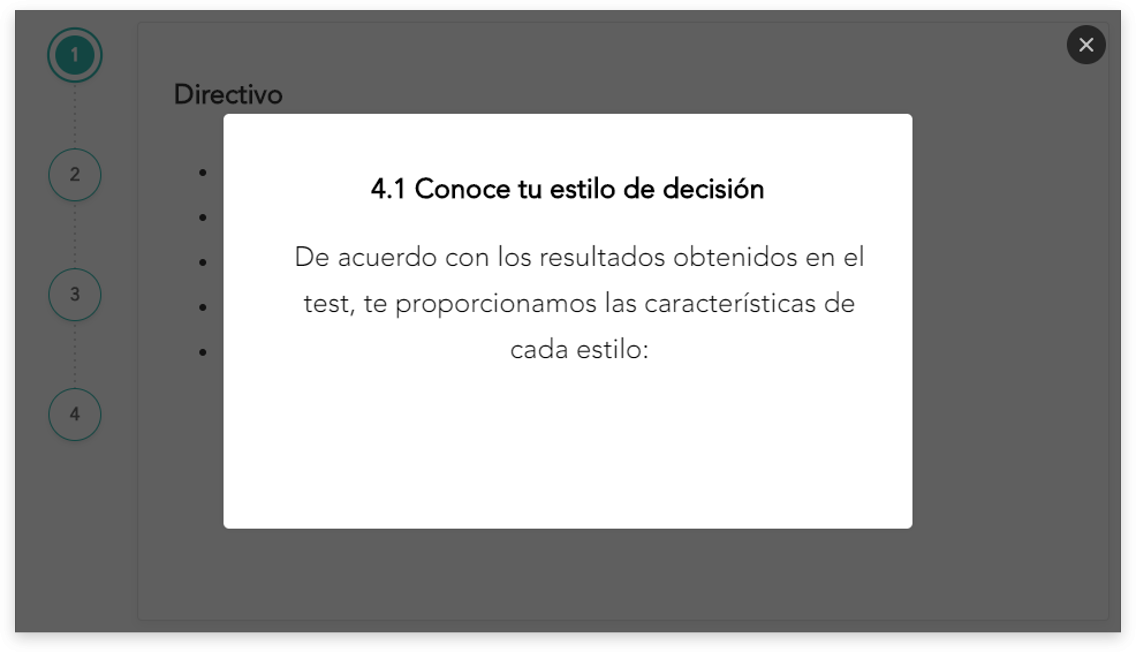 1
Directivo
2
3
4
4.1 Conoce tu estilo de decisión
De acuerdo con los resultados obtenidos en el
test, te proporcionamos las características de
cada estilo: